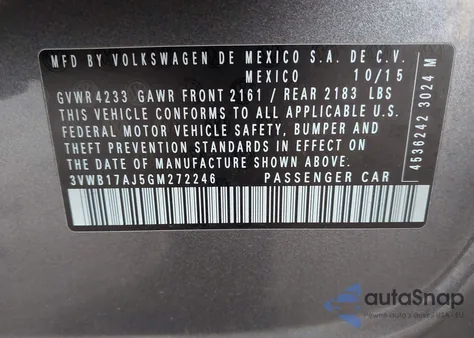 MFD BY VOLKSWAGEN DE MEXICO S.A. DE C.V.
MEXICO 10/15
GVWR 4233 GAWR FRONT 2161 / REAR 2183 LBS
THIS VEHICLE CONFORMS TO ALL APPLICABLE U.S.
FEDERAL MOTOR VEHICLE SAFETY, BUMPER AND
THEFT PREVENTION STANDARDS IN EFFECT ON
THE DATE OF MANUFACTURE SHOWN ABOVE.
3VWB17AJ5GM272246 PASSENGER CAR
4536242 3024 M
autoSnap